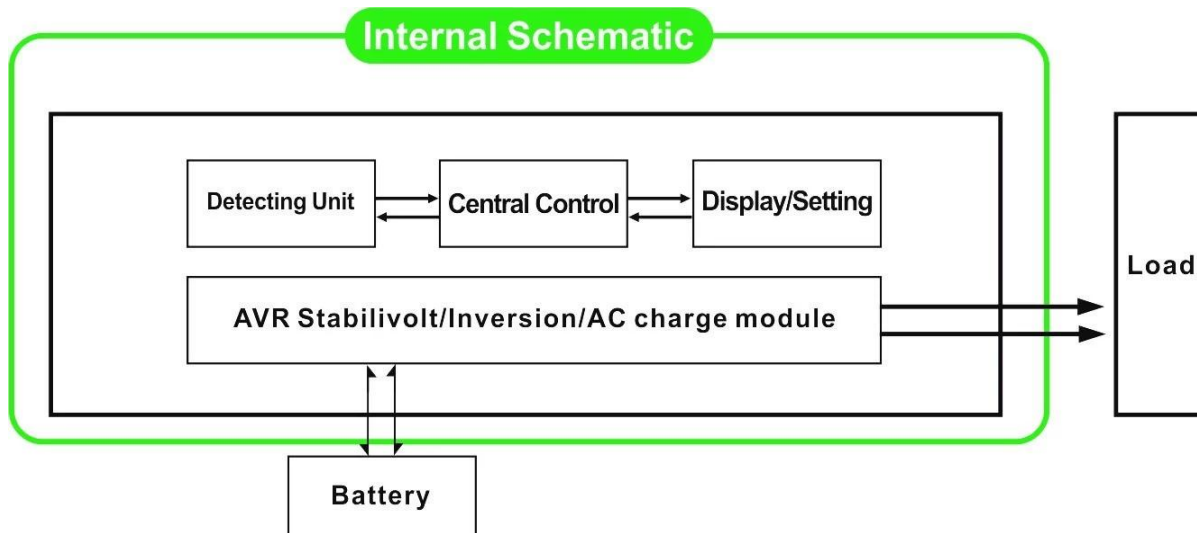 Internal Schematic
Detecting Unit
Central Control
Display/Setting
AVR Stabilivolt/Inversion/AC charge module
Load
Battery